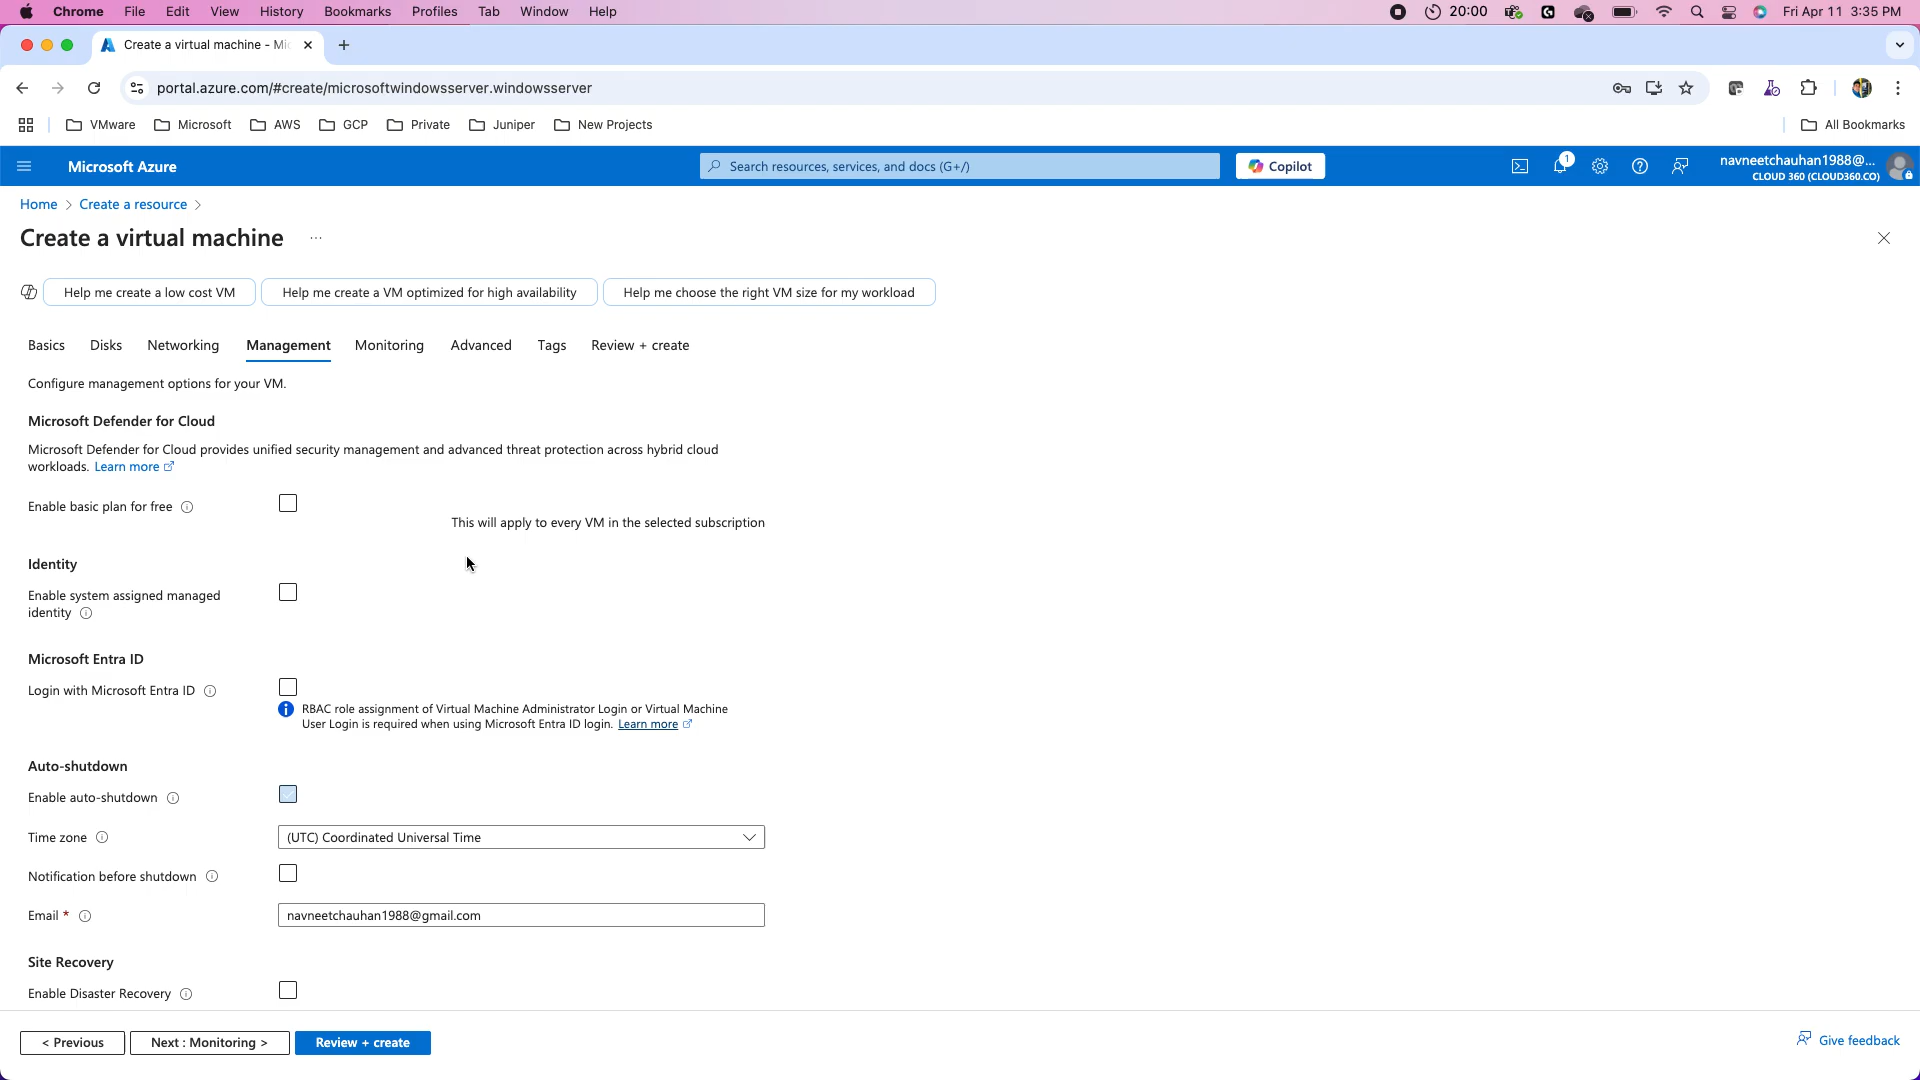 Chrome File Edit View History Bookmarks Profiles Tab Window Help 20:00 Fri Apr 11 3:35 PM
Create a virtual machine - Mi
portal.azure.com/#create/microsoftwindowsserver.windowsserver
VMware Microsoft AWS GCP Private Juniper New Projects All Bookmarks
Microsoft Azure Search resources, services, and docs (G+/) Copilot 1 navneetchauhan1988@...
CLOUD 360 (CLOUD360.CO)
Home > Create a resource >
Create a virtual machine ...
Help me create a low cost VM Help me create a VM optimized for high availability Help me choose the right VM size for my workload
Basics Disks Networking Management Monitoring Advanced Tags Review + create
Configure management options for your VM.
Microsoft Defender for Cloud
Microsoft Defender for Cloud provides unified security management and advanced threat protection across hybrid cloud
workloads. Learn more
Enable basic plan for free
This will apply to every VM in the selected subscription
Identity
Enable system assigned managed
identity
Microsoft Entra ID
Login with Microsoft Entra ID
RBAC role assignment of Virtual Machine Administrator Login or Virtual Machine
User Login is required when using Microsoft Entra ID login. Learn more
Auto-shutdown
Enable auto-shutdown
Time zone (UTC) Coordinated Universal Time
Notification before shutdown
Email * navneetchauhan1988@gmail.com
Site Recovery
Enable Disaster Recovery
< Previous Next : Monitoring > Review + create Give feedback